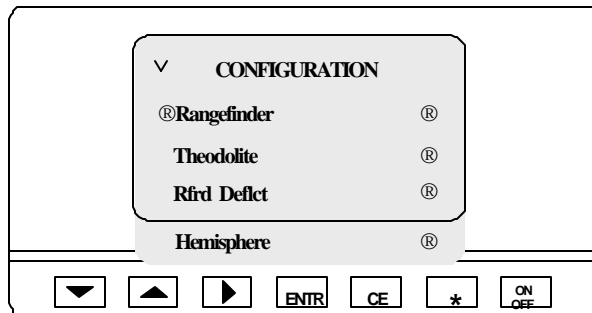 CONFIGURATION
®Rangefinder ®
Theodolite ®
Rfrd Deflct ®
Hemisphere ®
ENTR CE * ON
OFF